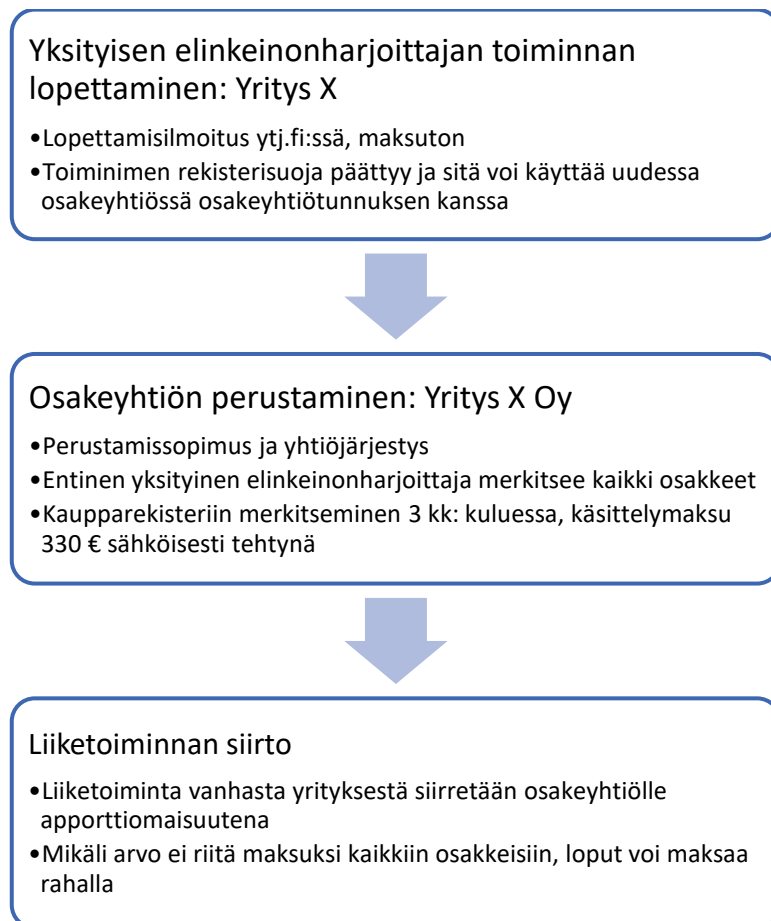 Yksityisen elinkeinonharjoittajan toiminnan
lopettaminen: Yritys X
•Lopettamisilmoitus ytj.fi:ssä, maksuton
•Toiminimen rekisterisuoja päättyy ja sitä voi käyttää uudessa
osakeyhtiössä osakeyhtiötunnuksen kanssa
Osakeyhtiön perustaminen: Yritys X Oy
•Perustamissopimus ja yhtiöjärjestys
•Entinen yksityinen elinkeinonharjoittaja merkitsee kaikki osakkeet
•Kaupparekisteriin merkitseminen 3 kk: kuluessa, käsittelymaksu
330 € sähköisesti tehtynä
Liiketoiminnan siirto
•Liiketoiminta vanhasta yrityksestä siirretään osakeyhtiölle
apporttiomaisuutena
•Mikäli arvo ei riitä maksuksi kaikkiin osakkeisiin, loput voi maksaa
rahalla